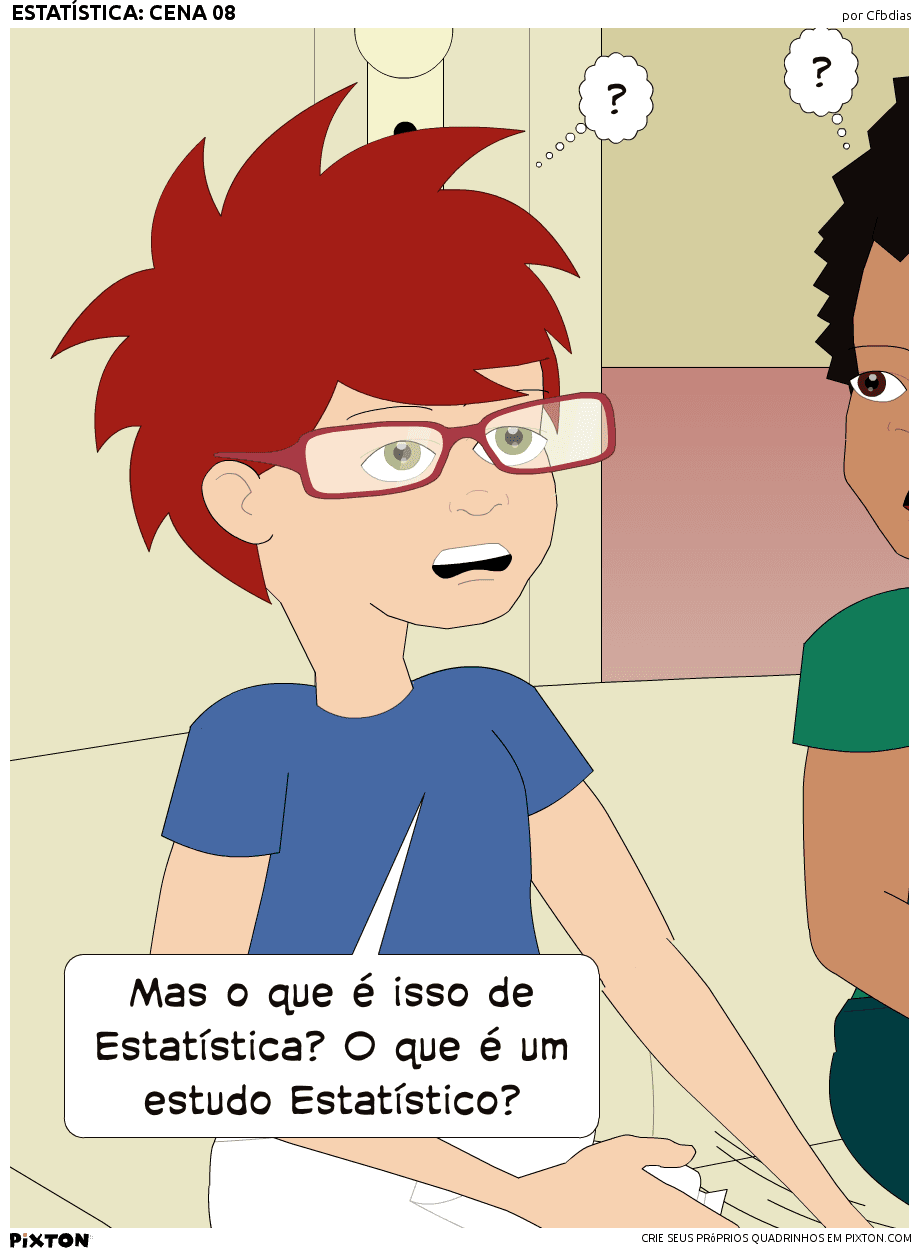 ESTATÍSTICA: CENA 08
por Cfbdias
?
?
Mas o que é isso de
Estatística? O que é um
estudo Estatístico?
PiXTON
CRIE SEUS PRóPRIOS QUADRINHOS EM PIXTON.COM